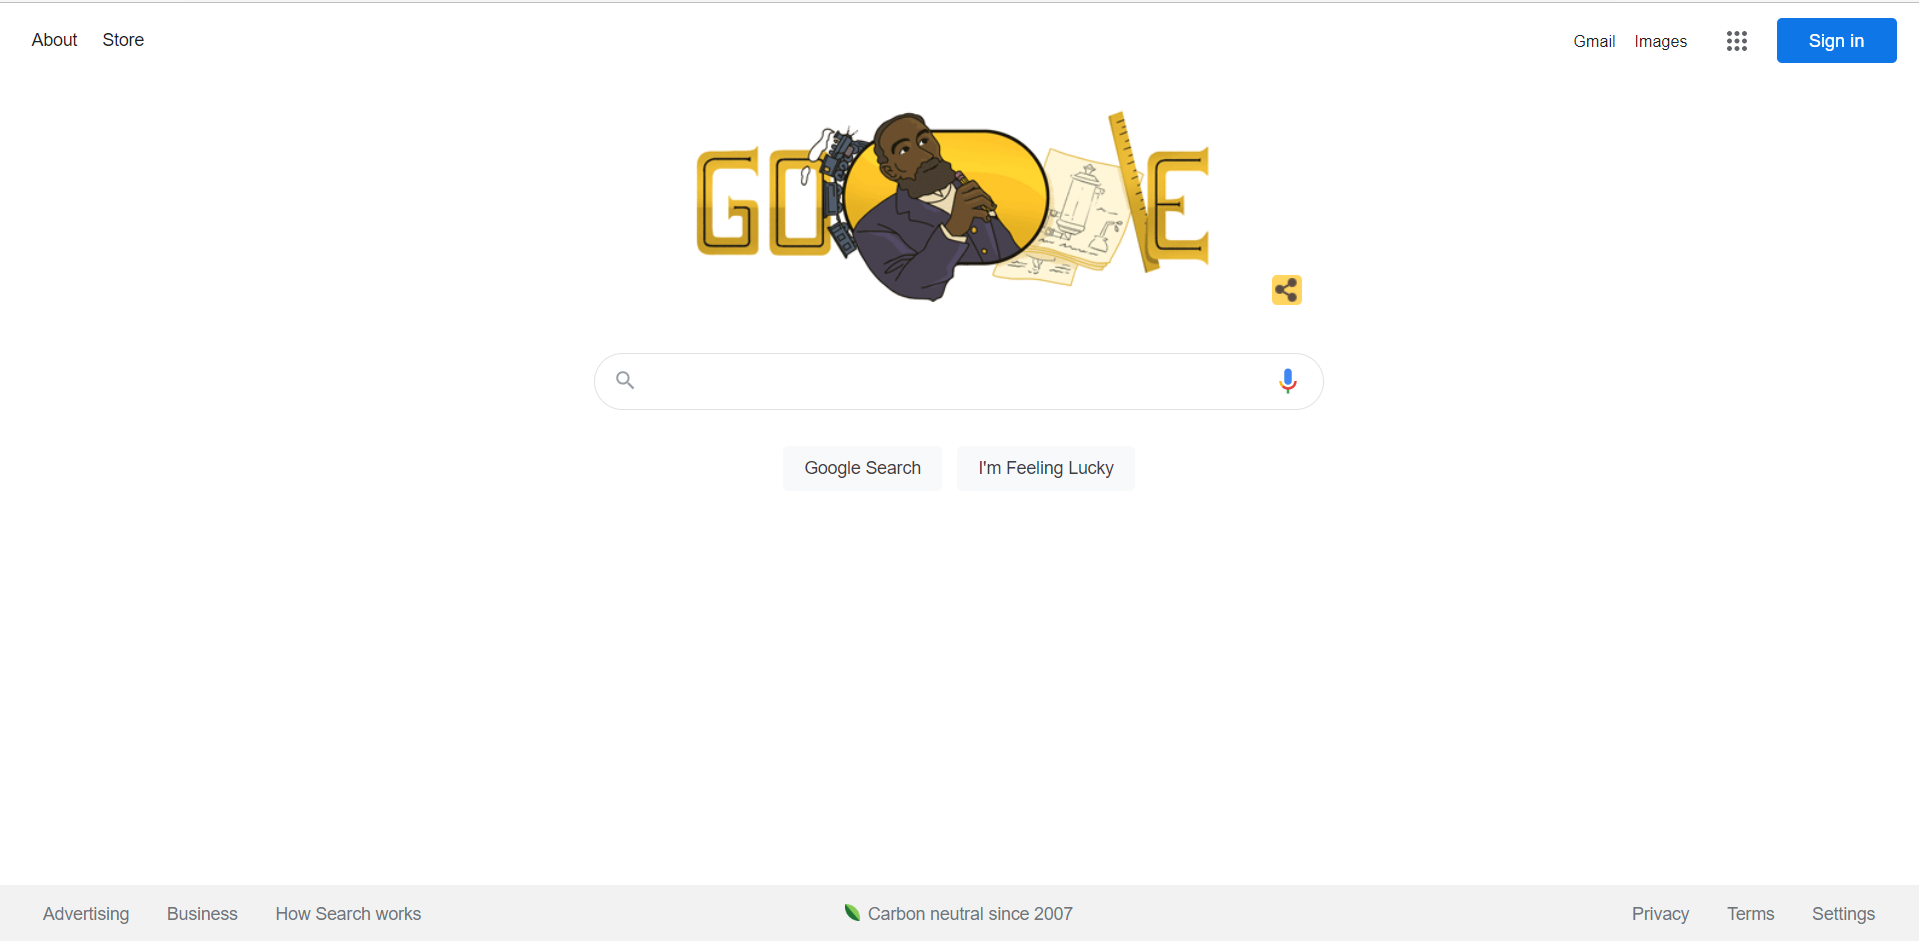 About Store
Gmail Images
Sign in
GOOLE
Google Search
I'm Feeling Lucky
Advertising Business How Search works
Carbon neutral since 2007
Privacy Terms Settings